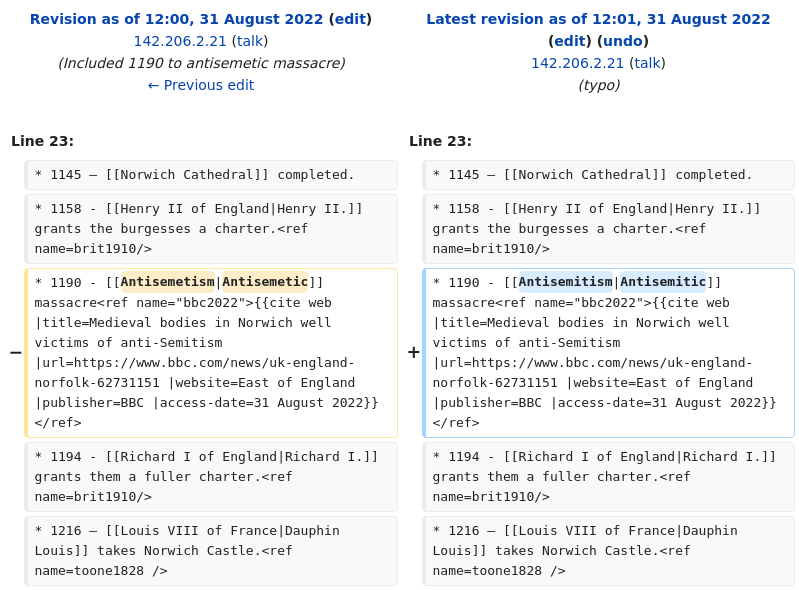 Revision as of 12:00, 31 August 2022 (edit)
142.206.2.21 (talk)
(Included 1190 to antisemetic massacre)
← Previous edit
Latest revision as of 12:01, 31 August 2022
(edit) (undo)
142.206.2.21 (talk)
(typo)
Line 23:
* 1145 – [[Norwich Cathedral]] completed.
* 1158 - [[Henry II of England|Henry II.]]
grants the burgesses a charter.<ref
name=brit1910/>
− * 1190 - [[Antisemetism|Antisemetic]]
massacre<ref name="bbc2022">{{cite web
|title=Medieval bodies in Norwich well
victims of anti-Semitism
|url=https://www.bbc.com/news/uk-england-
norfolk-62731151 |website=East of England
|publisher=BBC |access-date=31 August 2022}}
</ref>
* 1194 - [[Richard I of England|Richard I.]]
grants them a fuller charter.<ref
name=brit1910/>
* 1216 – [[Louis VIII of France|Dauphin
Louis]] takes Norwich Castle.<ref
name=toone1828 />
Line 23:
* 1145 – [[Norwich Cathedral]] completed.
* 1158 - [[Henry II of England|Henry II.]]
grants the burgesses a charter.<ref
name=brit1910/>
+ * 1190 - [[Antisemitism|Antisemitic]]
massacre<ref name="bbc2022">{{cite web
|title=Medieval bodies in Norwich well
victims of anti-Semitism
|url=https://www.bbc.com/news/uk-england-
norfolk-62731151 |website=East of England
|publisher=BBC |access-date=31 August 2022}}
</ref>
* 1194 - [[Richard I of England|Richard I.]]
grants them a fuller charter.<ref
name=brit1910/>
* 1216 – [[Louis VIII of France|Dauphin
Louis]] takes Norwich Castle.<ref
name=toone1828 />